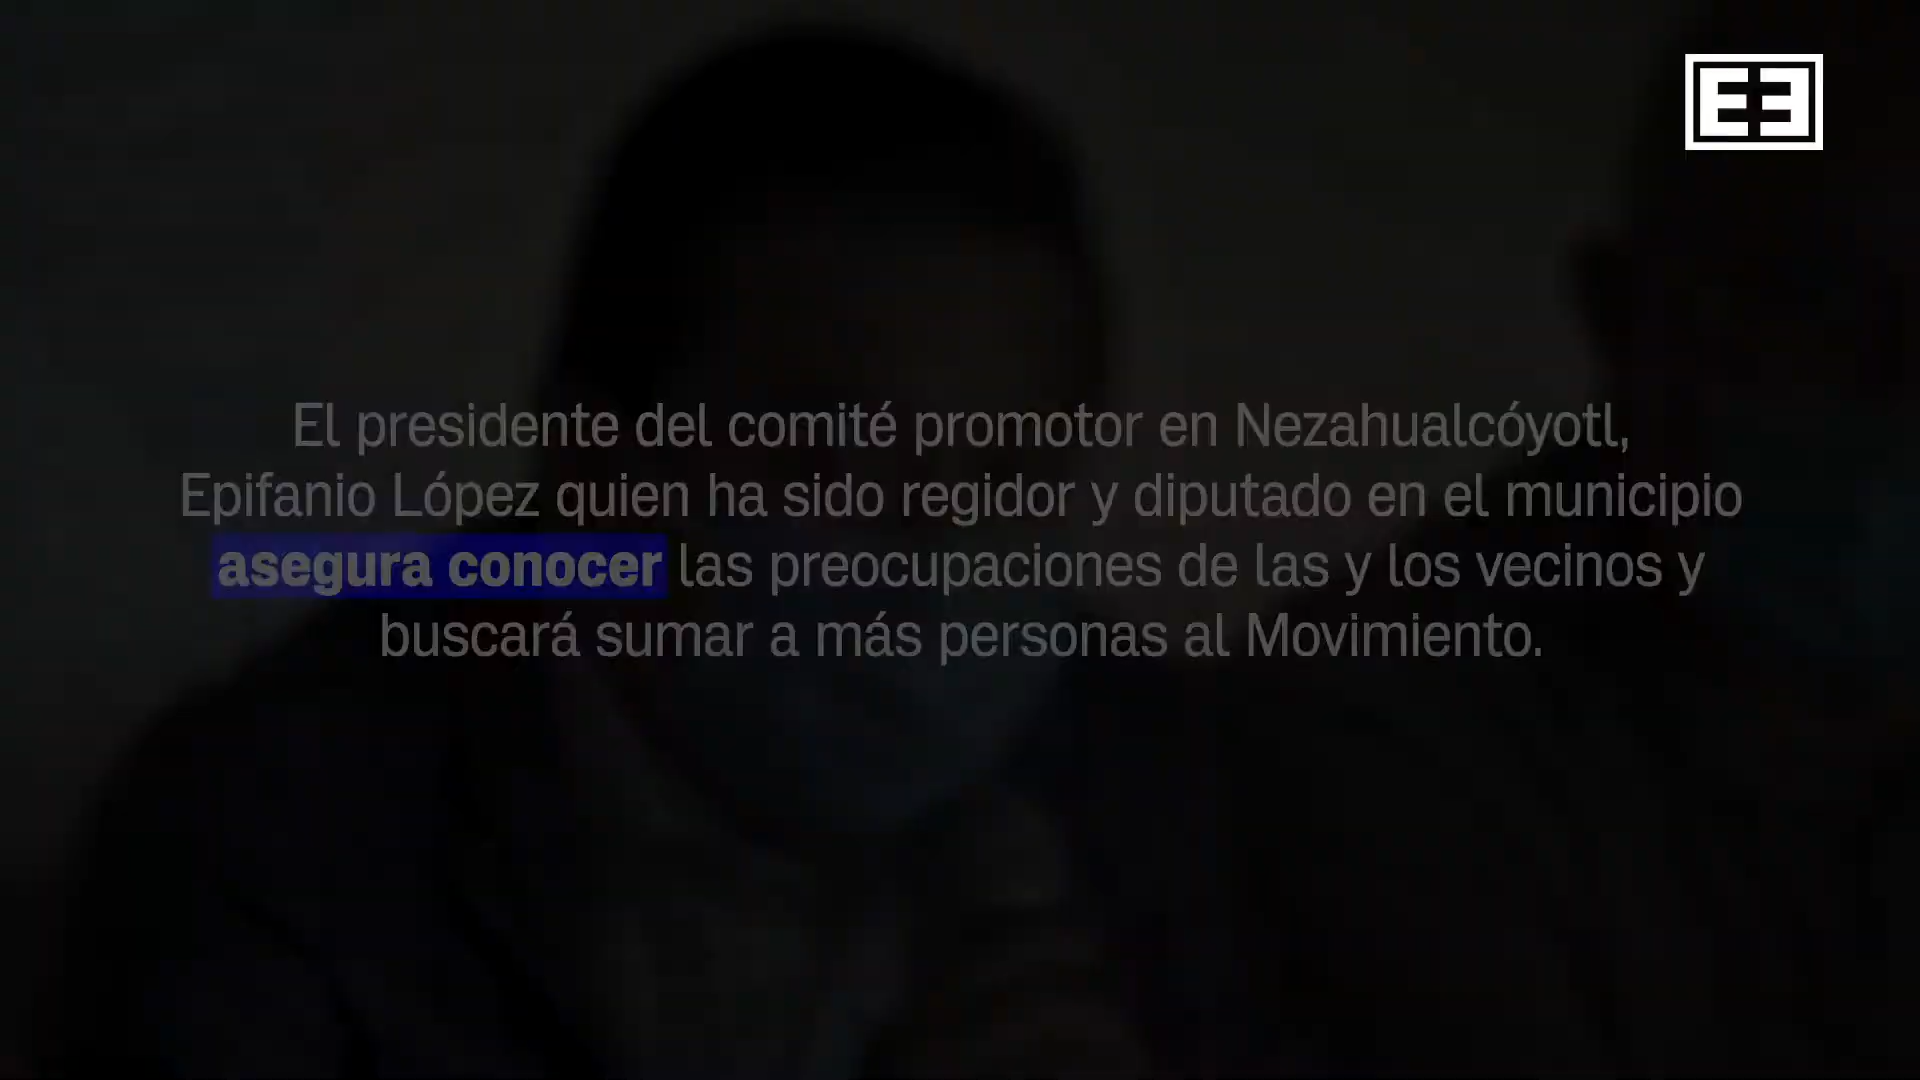 EE
El presidente del comité promotor en Nezahualcóyotl,
Epifanio López quien ha sido regidor y diputado en el municipio
asegura conocer las preocupaciones de las y los vecinos y
buscará sumar a más personas al Movimiento.